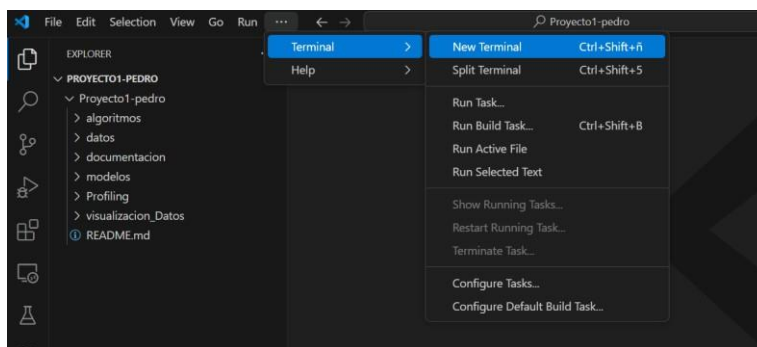 File Edit Selection View Go Run ... Proyecto1-pedro
EXPLORER
PROYECTO1-PEDRO
Proyecto1-pedro
algoritmos
datos
documentacion
modelos
Profiling
visualizacion_Datos
README.md
Terminal
Help
New Terminal Ctrl+Shift+ñ
Split Terminal Ctrl+Shift+5
Run Task...
Run Build Task... Ctrl+Shift+B
Run Active File
Run Selected Text
Show Running Tasks...
Restart Running Task...
Terminate Task...
Configure Tasks...
Configure Default Build Task...